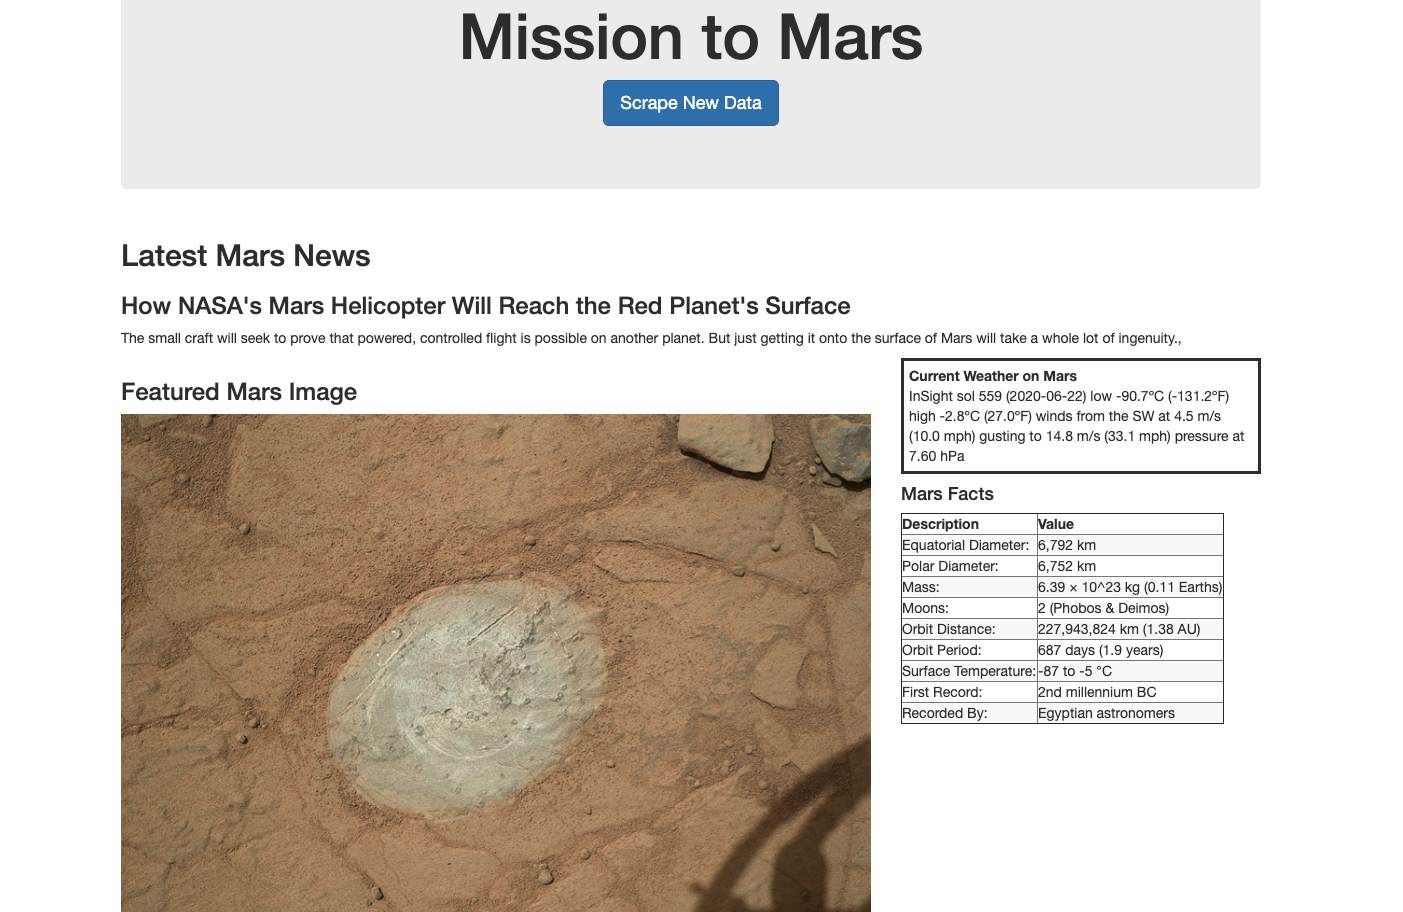 Mission to Mars
Scrape New Data
Latest Mars News
How NASA's Mars Helicopter Will Reach the Red Planet's Surface
The small craft will seek to prove that powered, controlled flight is possible on another planet. But just getting it onto the surface of Mars will take a whole lot of ingenuity.,
Featured Mars Image
Current Weather on Mars
InSight sol 559 (2020-06-22) low -90.7ºC (-131.2ºF)
high -2.8ºC (27.0ºF) winds from the SW at 4.5 m/s
(10.0 mph) gusting to 14.8 m/s (33.1 mph) pressure at
7.60 hPa
Mars Facts
Description Value
Equatorial Diameter: 6,792 km
Polar Diameter: 6,752 km
Mass: 6.39 × 10^23 kg (0.11 Earths)
Moons: 2 (Phobos & Deimos)
Orbit Distance: 227,943,824 km (1.38 AU)
Orbit Period: 687 days (1.9 years)
Surface Temperature: -87 to -5 °C
First Record: 2nd millennium BC
Recorded By: Egyptian astronomers